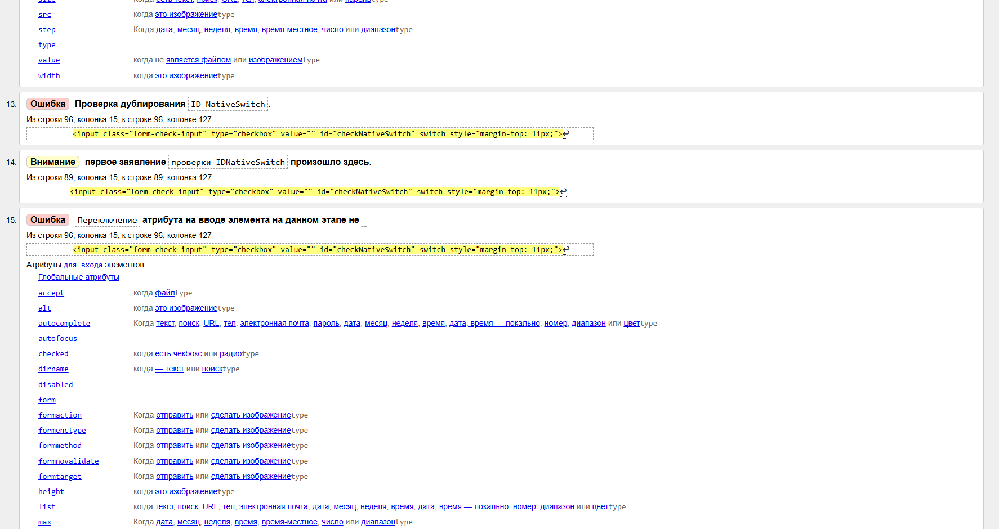 size Когда есть текст, поиск, URL, тел, электронная почта или парольtype
src когда это изображениеtype
step Когда дата, месяц, неделя, время, время-местное, число или диапазонtype
type
value когда не является файлом или изображениемtype
width когда это изображениеtype
13. Ошибка Проверка дублирования ID NativeSwitch.
Из строки 96, колонка 15; к строке 96, колонке 127
<input class="form-check-input" type="checkbox" value="" id="checkNativeSwitch" switch style="margin-top: 11px;">↩
14. Внимание первое заявление проверки IDNativeSwitch произошло здесь.
Из строки 89, колонка 15; к строке 89, колонка 127
<input class="form-check-input" type="checkbox" value="" id="checkNativeSwitch" switch style="margin-top: 11px;">↩
15. Ошибка Переключение атрибута на вводе элемента на данном этапе не
Из строки 96, колонка 15; к строке 96, колонке 127
<input class="form-check-input" type="checkbox" value="" id="checkNativeSwitch" switch style="margin-top: 11px;">↩
Атрибуты для входа элементов:
Глобальные атрибуты
accept когда файлtype
alt когда это изображениеtype
autocomplete Когда текст, поиск, URL, тел, электронная почта, пароль, дата, месяц, неделя, время, дата, время — локально, номер, диапазон или цветtype
autofocus
checked когда есть чекбокс или радиоtype
dirname когда — текст или поискtype
disabled
form
formaction Когда отправить или сделать изображениеtype
formenctype Когда отправить или сделать изображениеtype
formmethod Когда отправить или сделать изображениеtype
formnovalidate Когда отправить или сделать изображениеtype
formtarget Когда отправить или сделать изображениеtype
height когда это изображениеtype
list когда текст, поиск, URL, тел, электронная почта, дата, месяц, неделя, время, дата, время — локально, номер, диапазон или цветtype
max Когда дата, месяц, неделя, время, время-местное, число или диапазонtype